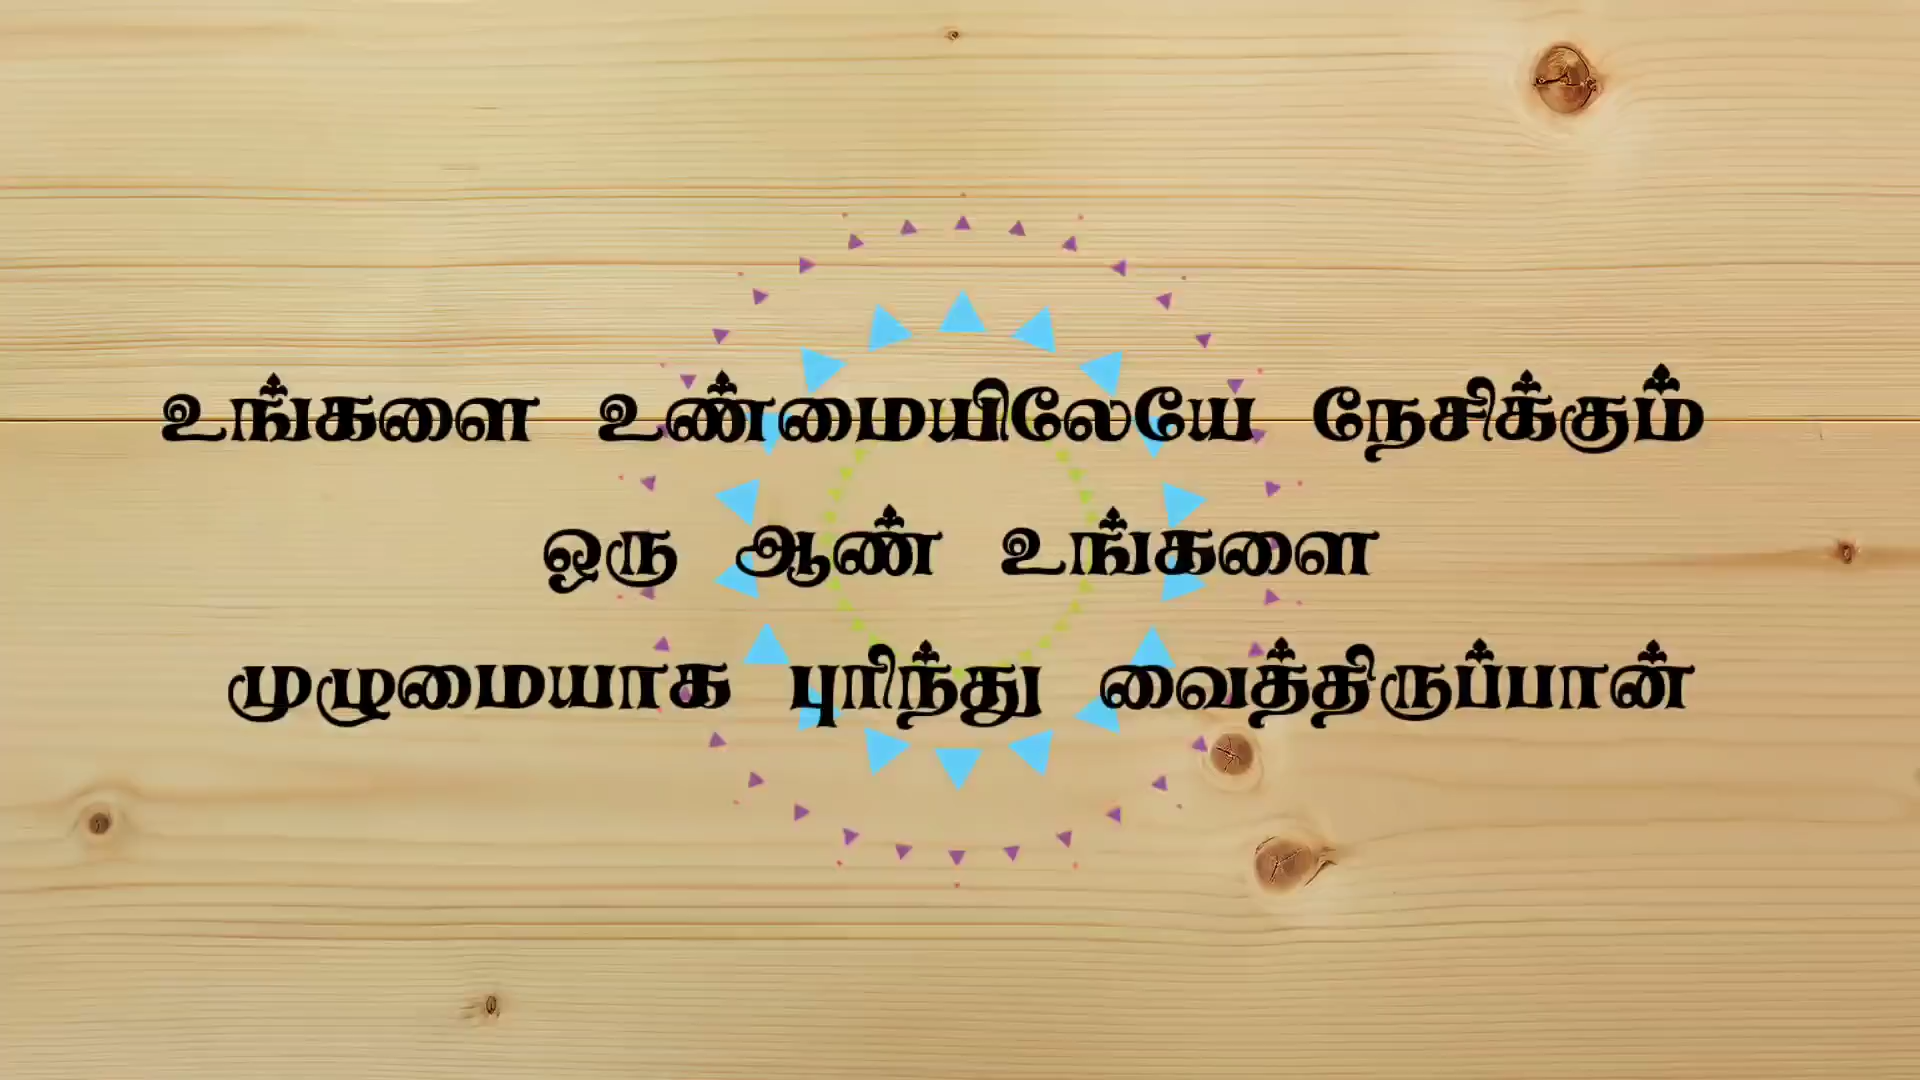 உங்களை உண்மையிலேயே நேசிக்கும்
ஒரு ஆண் உங்களை
முழுமையாக புரிந்து வைத்திருப்பான்